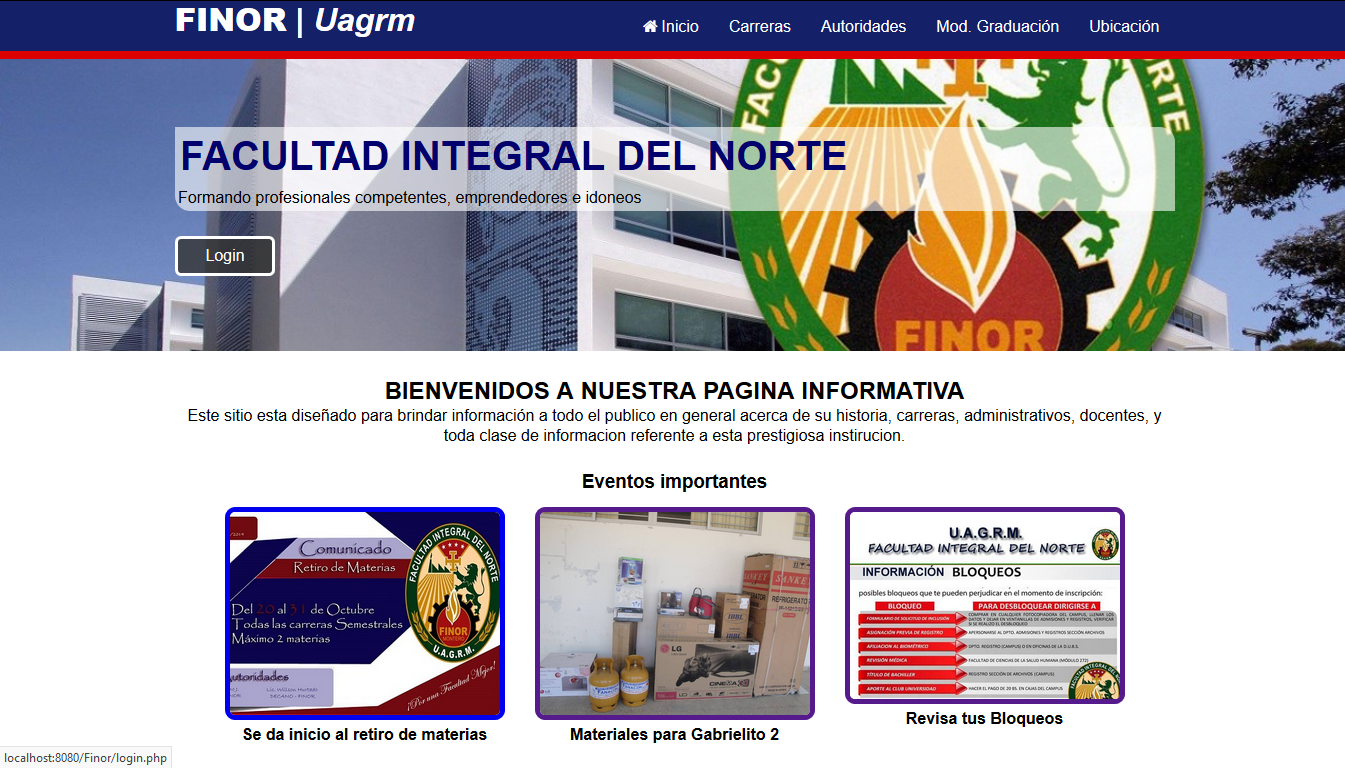 FINOR | Uagrm
Inicio Carreras Autoridades Mod. Graduación Ubicación
FACULTAD INTEGRAL DEL NORTE
Formando profesionales competentes, emprendedores e idoneos
Login
FACULTAD NORTE
FINOR
BIENVENIDOS A NUESTRA PAGINA INFORMATIVA
Este sitio esta diseñado para brindar información a todo el publico en general acerca de su historia, carreras, administrativos, docentes, y
toda clase de informacion referente a esta prestigiosa instirucion.
Eventos importantes
Comunicado
Retiro de Materias
Del 20 al 31 de Octubre
Todas las carreras Semestrales
Máximo 2 materias
utoridades
DECANO - FINOR
¡Por una Facultad Mejor!
FACULTAD INTEGRAL DEL NORTE
FINOR
MONTERO
U.A.G.R.M.
Se da inicio al retiro de materias
SANKEY
LG
CINEMA
Materiales para Gabrielito 2
U.A.G.R.M.
FACULTAD INTEGRAL DEL NORTE
INFORMACIÓN BLOQUEOS
posibles bloqueos que te pueden perjudicar en el momento de inscripción:
BLOQUEO PARA DESBLOQUEAR DIRIGIRSE A
FORMULARIO DE SOLICITUD DE INCLUSIÓN COMPRAR EN CUALQUIER FOTOCOPIADORA DEL CAMPUS, LLENAR LOS
DATOS Y DEJAR EN VENTANILLAS DE ADMISIONES Y REGISTROS, VERIFICAR
SI SE REALIZO EL DESBLOQUEO
ASIGNACIÓN PREVIA DE REGISTRO APERSONARSE AL DPTO. ADMISIONES Y REGISTROS SECCIÓN ARCHIVOS
AFILIACION AL BIOMÉTRICO DPTO. REGISTRO (CAMPUS) O EN OFICINAS DE LA D.U.B.S.
REVISIÓN MÉDICA FACULTAD DE CIENCIAS DE LA SALUD HUMANA (MÓDULO 272)
TÍTULO DE BACHILLER REGISTRO SECCIÓN DE ARCHIVOS (CAMPUS)
APORTE AL CLUB UNIVERSIDAD HACER EL PAGO DE 20 BS. EN CAJAS DEL CAMPUS
Revisa tus Bloqueos
localhost:8080/Finor/login.php